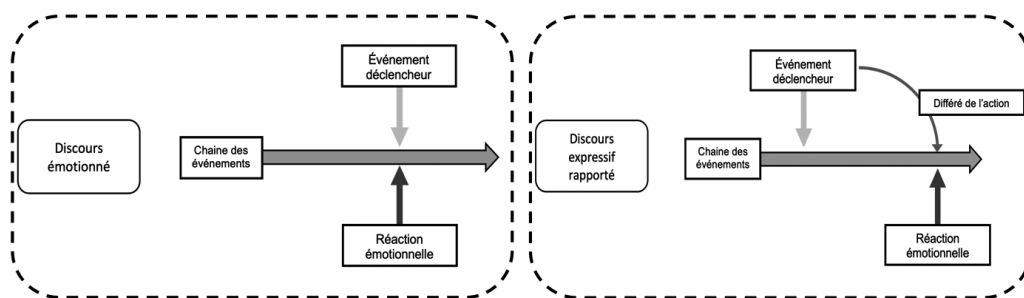 Événement
déclencheur
Discours
émotionné
Chaine des
événements
Réaction
émotionnelle
Événement
déclencheur
Différé de l'action
Discours
expressif
rapporté
Chaine des
événements
Réaction
émotionnelle